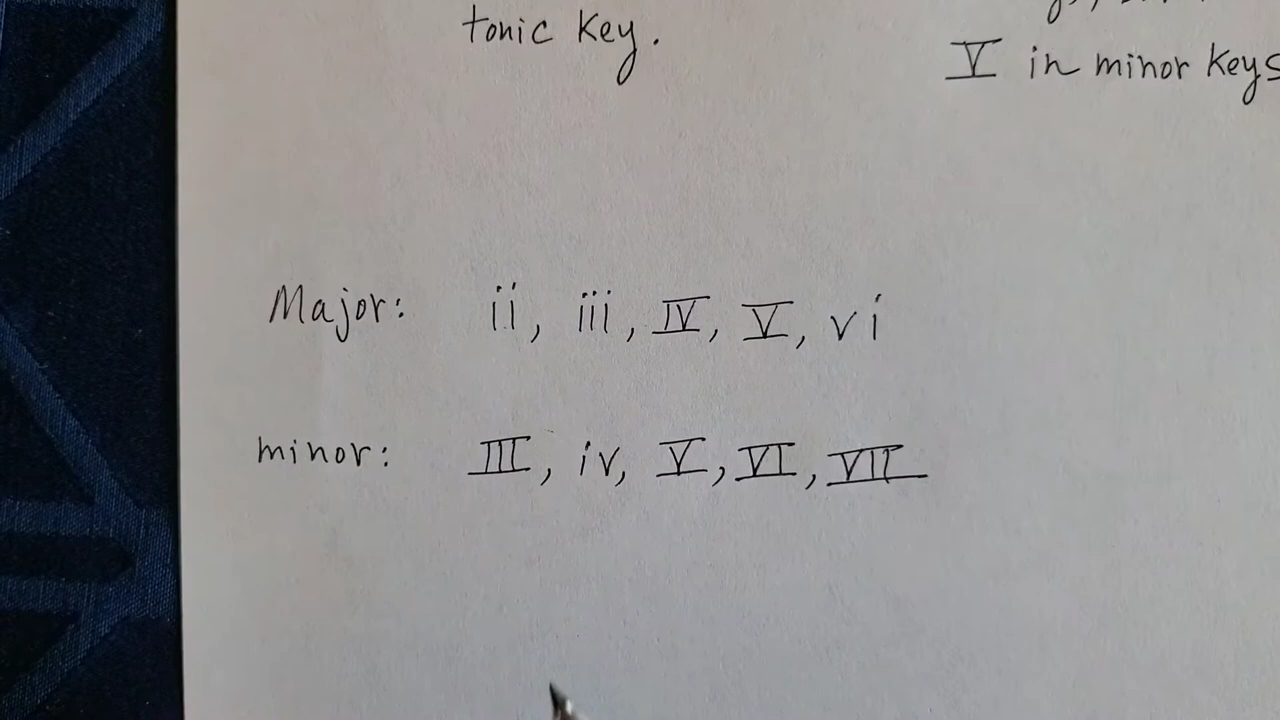 tonic key.
V in minor keys
Major: ii, iii, IV, V, vi
minor: III, iv, V, VI, VII